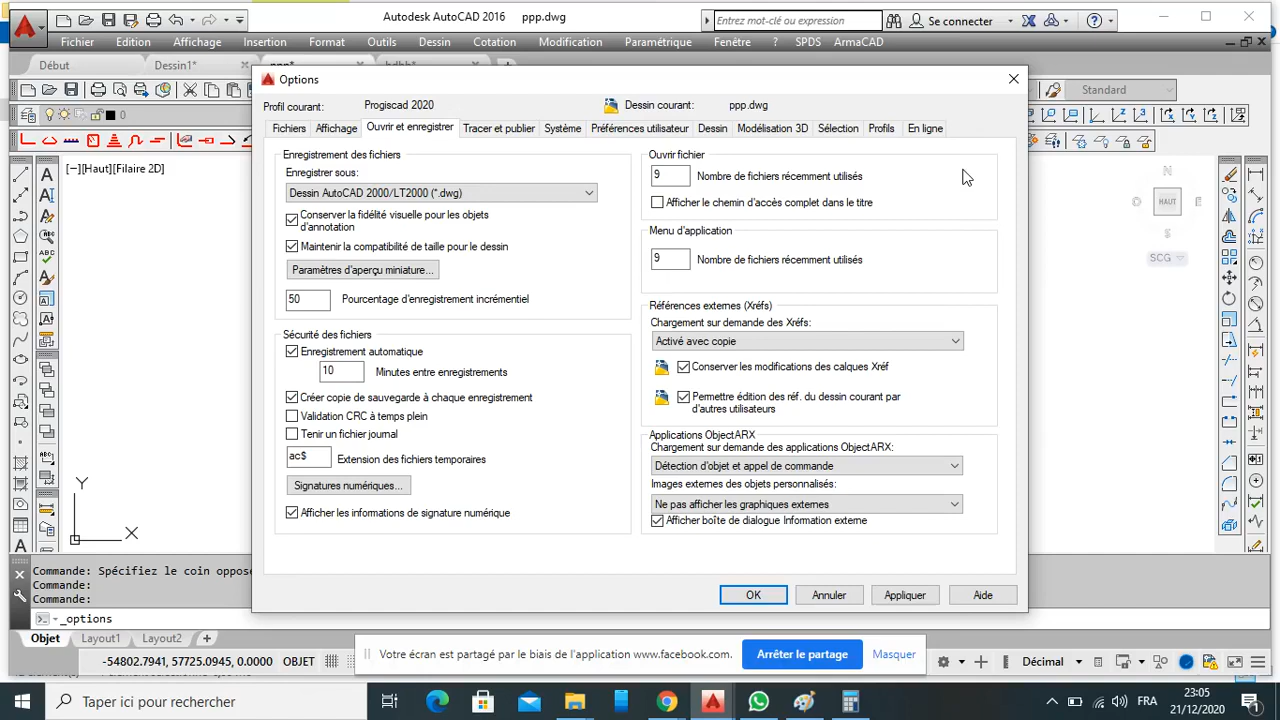 Autodesk AutoCAD 2016 ppp.dwg
Entrez mot-clé ou expression
Se connecter
Fichier Edition Affichage Insertion Format Outils Dessin Cotation Modification Paramétrique Fenêtre ? SPDS ArmaCAD
Début Dessin1*
Standard
[−][Haut][Filaire 2D]
N
O HAUT
S
SCG
Options
Profil courant: Progiscad 2020 Dessin courant: ppp.dwg
Fichiers Affichage Ouvrir et enregistrer Tracer et publier Système Préférences utilisateur Dessin Modélisation 3D Sélection Profils En ligne
Enregistrement des fichiers
Enregistrer sous:
Dessin AutoCAD 2000/LT2000 (*.dwg)
Conserver la fidélité visuelle pour les objets
d'annotation
Maintenir la compatibilité de taille pour le dessin
Paramètres d'aperçu miniature...
50 Pourcentage d'enregistrement incrémentiel
Sécurité des fichiers
Enregistrement automatique
10 Minutes entre enregistrements
Créer copie de sauvegarde à chaque enregistrement
Validation CRC à temps plein
Tenir un fichier journal
ac$ Extension des fichiers temporaires
Signatures numériques...
Afficher les informations de signature numérique
Ouvrir fichier
9 Nombre de fichiers récemment utilisés
Afficher le chemin d'accès complet dans le titre
Menu d'application
9 Nombre de fichiers récemment utilisés
Références externes (Xréfs)
Chargement sur demande des Xréfs:
Activé avec copie
Conserver les modifications des calques Xréf
Permettre édition des réf. du dessin courant par
d'autres utilisateurs
Applications ObjectARX
Chargement sur demande des applications ObjectARX:
Détection d'objet et appel de commande
Images externes des objets personnalisés:
Ne pas afficher les graphiques externes
Afficher boîte de dialogue Information externe
OK Annuler Appliquer Aide
Y
X
Commande: Spécifiez le coin oppos
Commande:
Commande:
_options
Objet Layout1 Layout2 +
-54802.7941, 57725.0945, 0.0000 OBJET
Votre écran est partagé par le biais de l'application www.facebook.com. Arrêter le partage Masquer
Décimal
Taper ici pour rechercher
FRA
23:05
21/12/2020